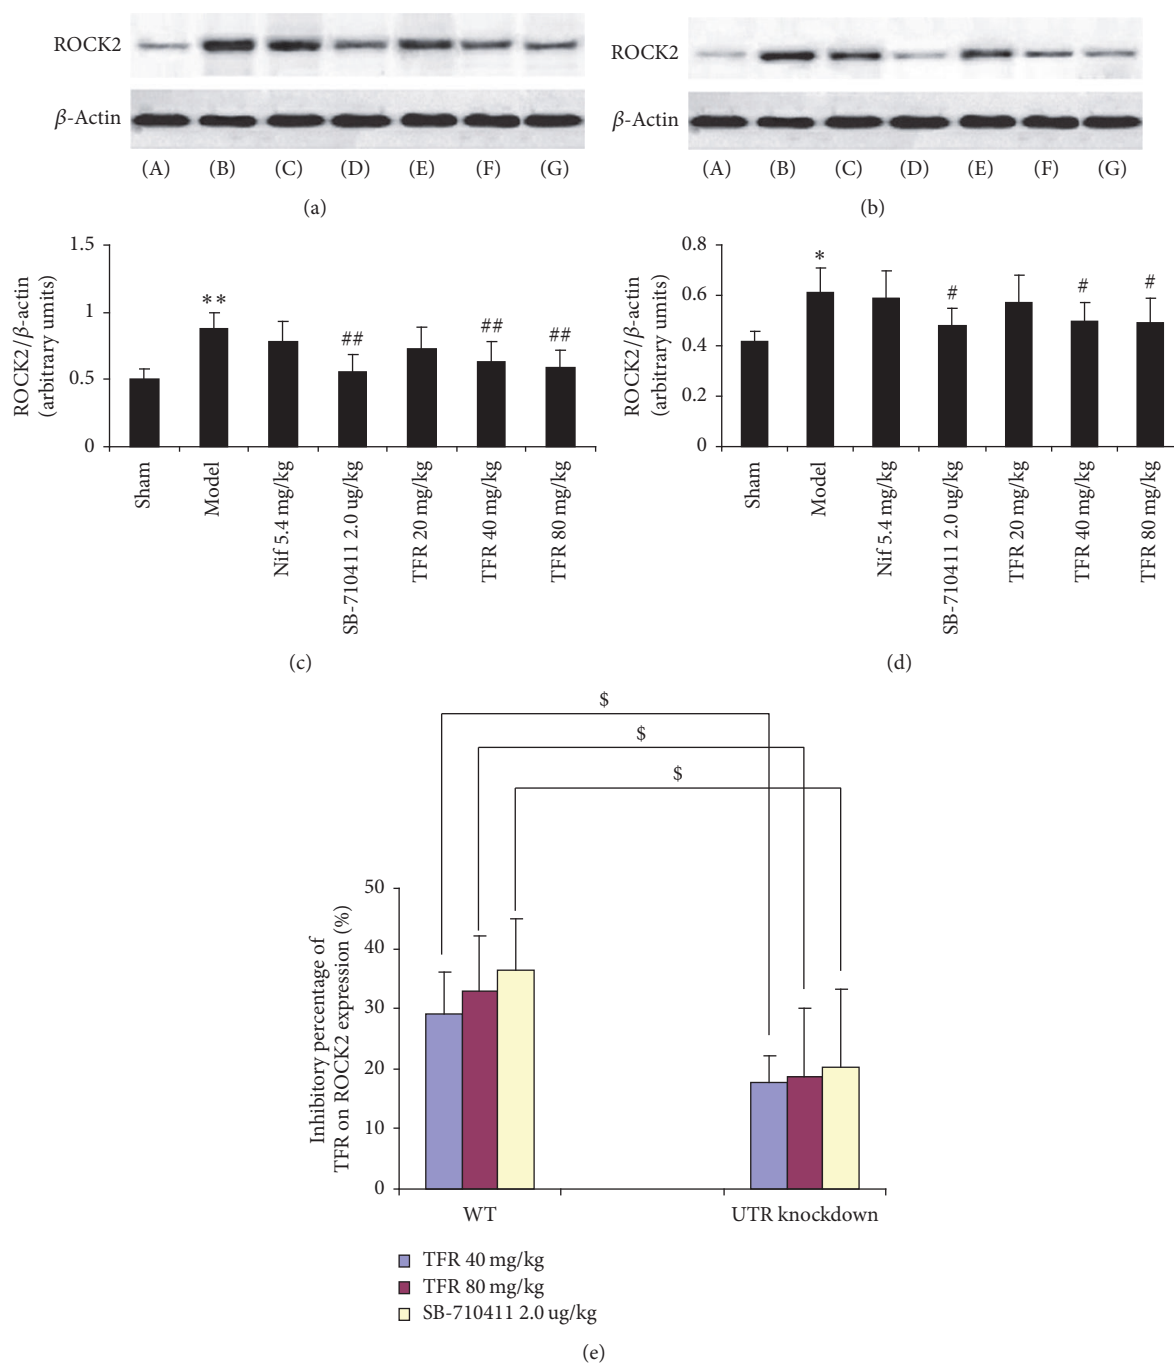 ROCK2
β-Actin
(A) (B) (C) (D) (E) (F) (G)
(a)
ROCK2
β-Actin
(A) (B) (C) (D) (E) (F) (G)
(b)
ROCK2/β-actin
(arbitrary umits)
1.5
1
0.5
0
**
##
##
##
Sham
Model
Nif 5.4 mg/kg
SB-710411 2.0 ug/kg
TFR 20 mg/kg
TFR 40 mg/kg
TFR 80 mg/kg
(c)
ROCK2/β-actin
(arbitrary umits)
0.8
0.6
0.4
0.2
0
*
#
#
#
Sham
Model
Nif 5.4 mg/kg
SB-710411 2.0 ug/kg
TFR 20 mg/kg
TFR 40 mg/kg
TFR 80 mg/kg
(d)
$
$
$
Inhibitory percentage of
TFR on ROCK2 expression (%)
50
40
30
20
10
0
WT
UTR knockdown
TFR 40 mg/kg
TFR 80 mg/kg
SB-710411 2.0 ug/kg
(e)